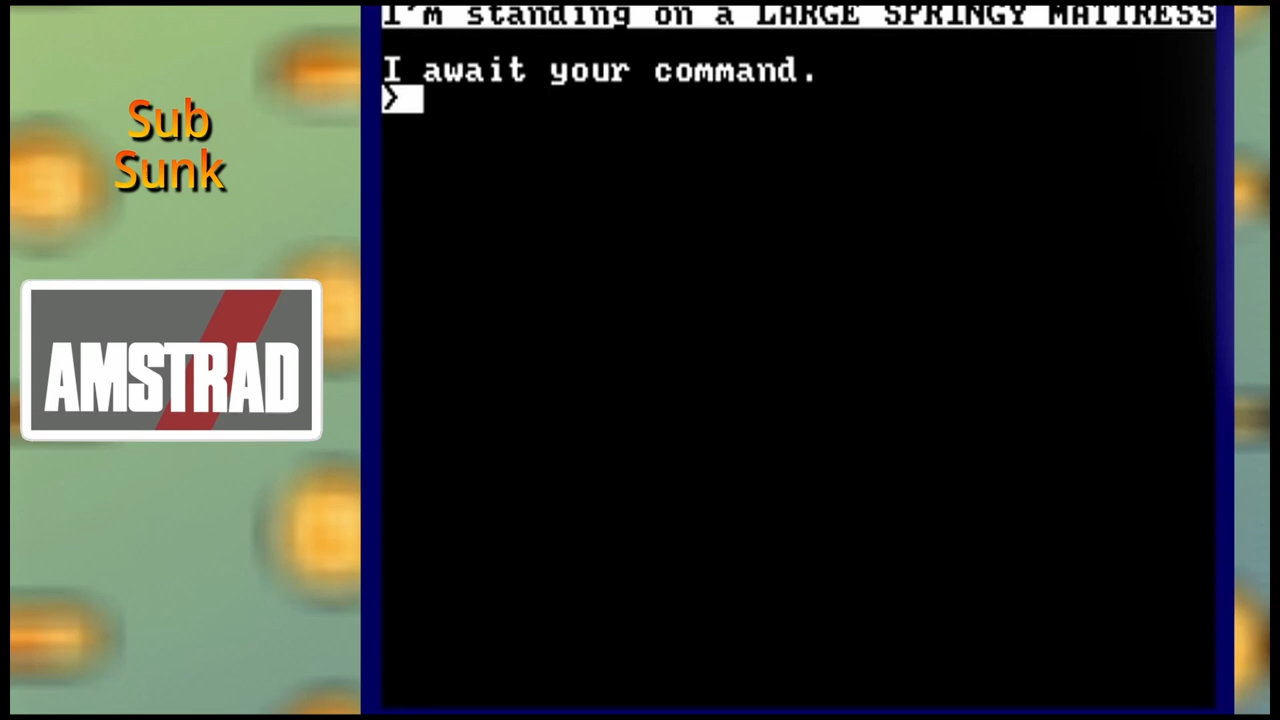 I'm standing on a LARGE SPRINGY MATTRESS
I await your command.
>
Sub
Sunk
AMSTRAD